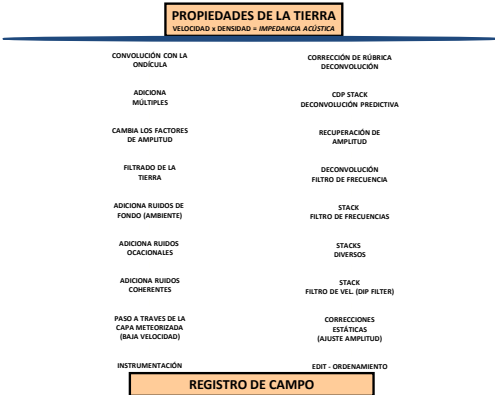 PROPIEDADES DE LA TIERRA
VELOCIDAD x DENSIDAD = IMPEDANCIA ACÚSTICA
CONVOLUCIÓN CON LA
ONDÍCULA
CORRECCIÓN DE RÚBRICA
DECONVOLUCIÓN
ADICIONA
MÚLTIPLES
CDP STACK
DECONVOLUCIÓN PREDICTIVA
CAMBIA LOS FACTORES
DE AMPLITUD
RECUPERACIÓN DE
AMPLITUD
FILTRADO DE LA
TIERRA
DECONVOLUCIÓN
FILTRO DE FRECUENCIA
ADICIONA RUIDOS DE
FONDO (AMBIENTE)
STACK
FILTRO DE FRECUENCIAS
ADICIONA RUIDOS
OCACIONALES
STACKS
DIVERSOS
ADICIONA RUIDOS
COHERENTES
STACK
FILTRO DE VEL. (DIP FILTER)
PASO A TRAVES DE LA
CAPA METEORIZADA
(BAJA VELOCIDAD)
CORRECCIONES
ESTÁTICAS
(AJUSTE AMPLITUD)
INSTRUMENTACIÓN
EDIT - ORDENAMIENTO
REGISTRO DE CAMPO